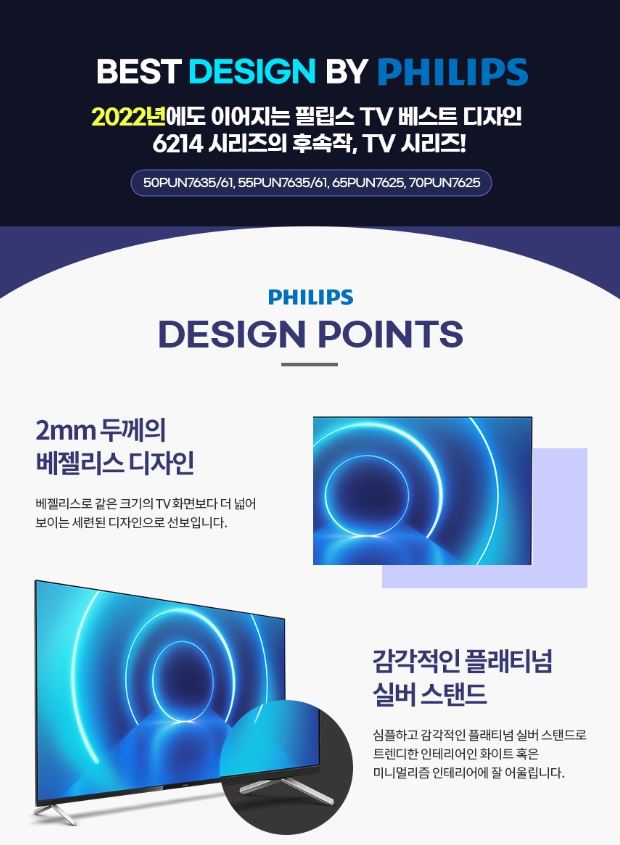 BEST DESIGN BY PHILIPS
2022년에도 이어지는 필립스 TV 베스트 디자인
6214 시리즈의 후속작, TV 시리즈!
50PUN7635/61, 55PUN7635/61, 65PUN7625, 70PUN7625
PHILIPS
DESIGN POINTS
2mm 두께의
베젤리스 디자인
베젤리스로 같은 크기의 TV 화면보다 더 넓어
보이는 세련된 디자인으로 선보입니다.
감각적인 플래티넘
실버 스탠드
심플하고 감각적인 플래티넘 실버 스탠드로
트렌디한 인테리어인 화이트 혹은
미니멀리즘 인테리어에 잘 어울립니다.